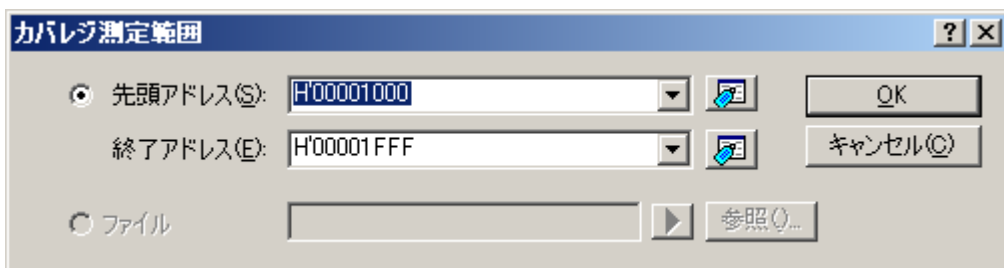 カバレジ測定範囲
先頭アドレス(S): H'00001000 OK
終了アドレス(E): H'00001FFF キャンセル(C)
ファイル 参照()...